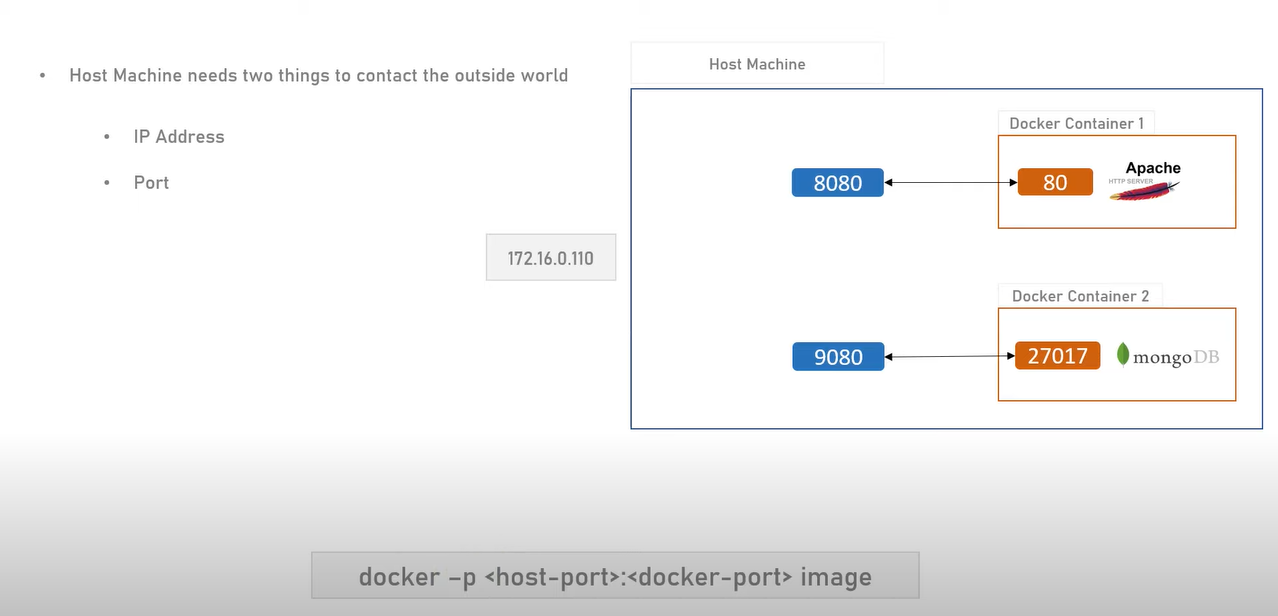 Host Machine needs two things to contact the outside world
IP Address
Port
172.16.0.110
Host Machine
Docker Container 1
8080
80
Apache
HTTP SERVER
Docker Container 2
9080
27017
mongoDB
docker –p <host-port>:<docker-port> image